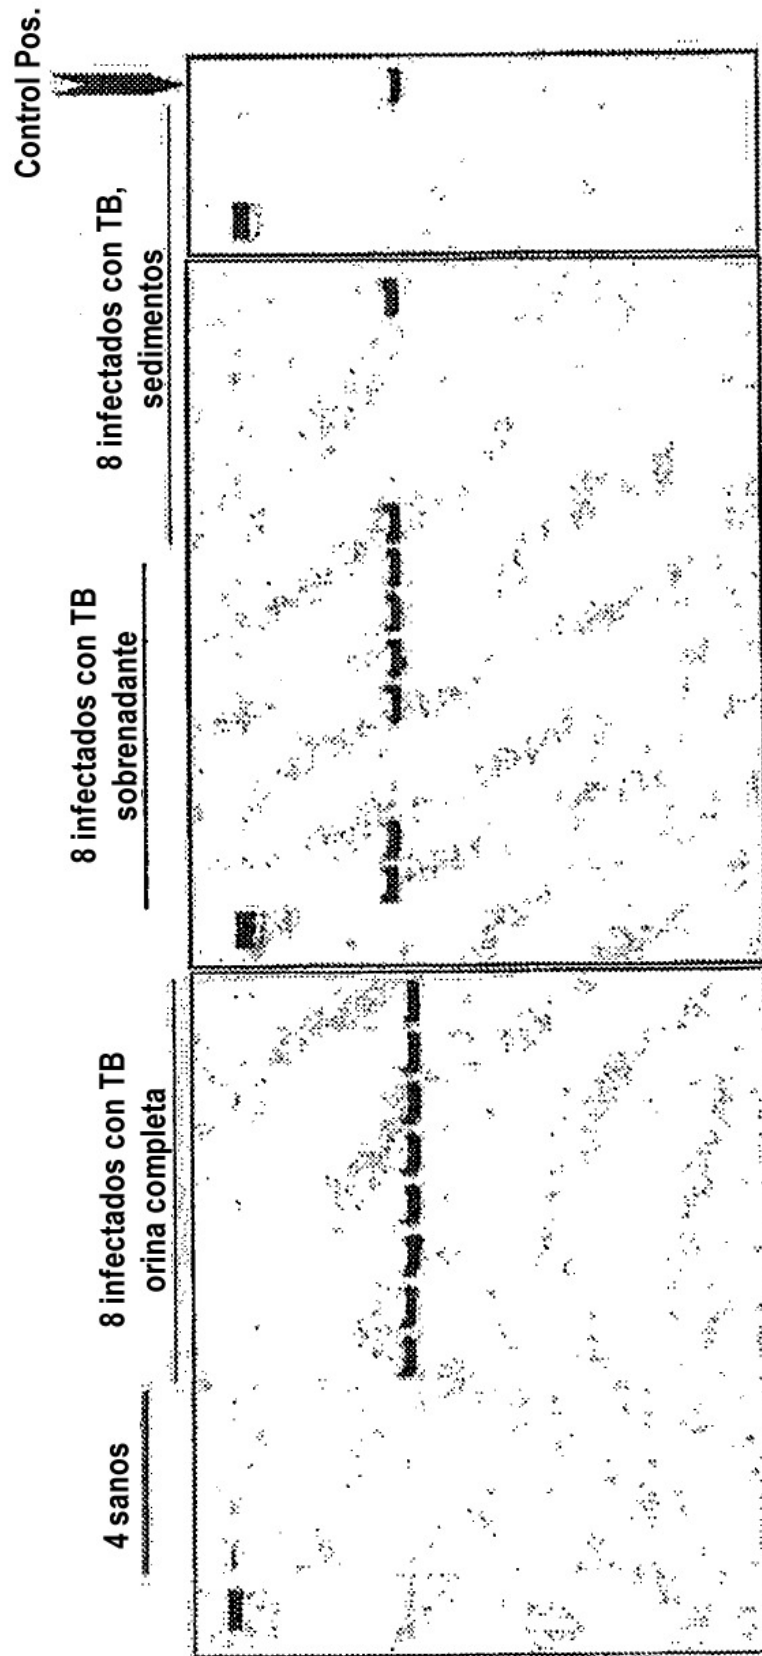 4 sanos
8 infectados con TB
orina completa
8 infectados con TB
sobrenadante
8 infectados con TB,
sedimentos
Control Pos.